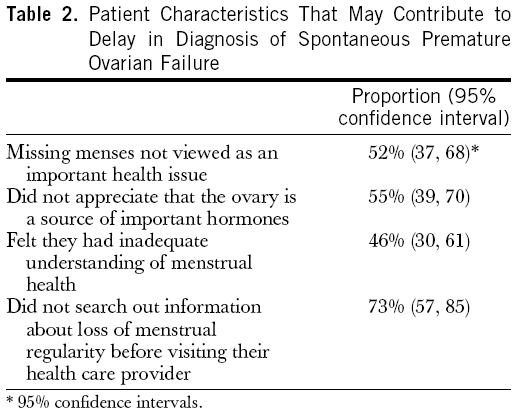 Table 2. Patient Characteristics That May Contribute to
Delay in Diagnosis of Spontaneous Premature
Ovarian Failure
Proportion (95%
confidence interval)
Missing menses not viewed as an
important health issue
52% (37, 68)*
Did not appreciate that the ovary is
a source of important hormones
55% (39, 70)
Felt they had inadequate
understanding of menstrual
health
46% (30, 61)
Did not search out information
about loss of menstrual
regularity before visiting their
health care provider
73% (57, 85)
* 95% confidence intervals.